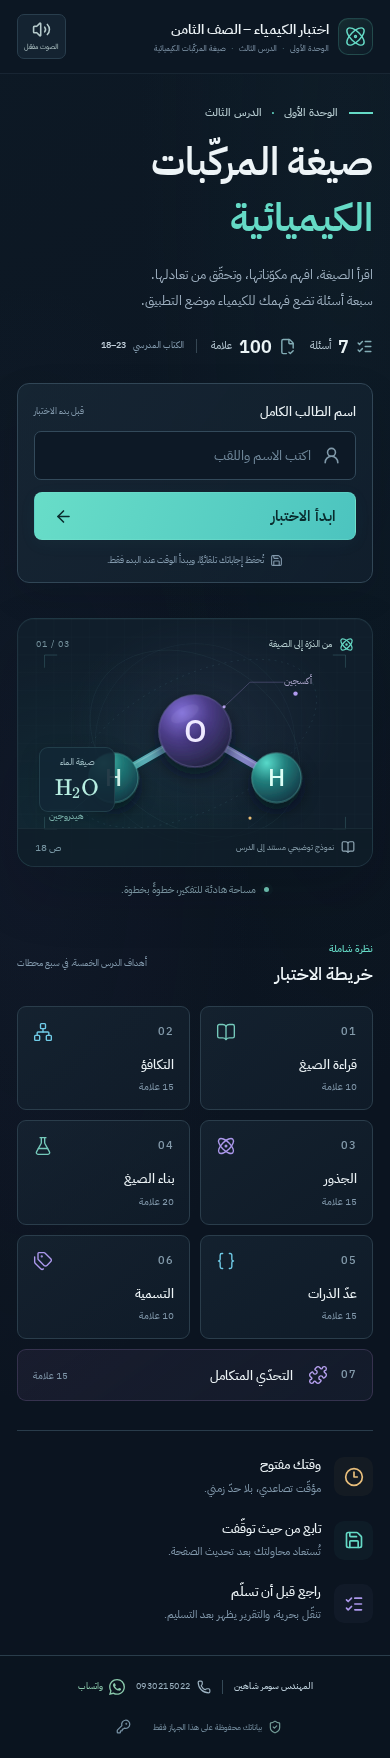 اختبار الكيمياء – الصف الثامن
الوحدة الأولى · الدرس الثالث · صيغة المركّبات الكيميائية
الصوت مقفل
الوحدة الأولى · الدرس الثالث
صيغة المركّبات
الكيميائية
اقرأ الصيغة، افهم مكوّناتها، وتحقّق من تعادلها.
سبعة أسئلة تضع فهمك للكيمياء موضع التطبيق.
7 أسئلة
100 علامة
الكتاب المدرسي 18–23
اسم الطالب الكامل
قبل بدء الاختبار
اكتب الاسم واللقب
ابدأ الاختبار
تُحفظ إجاباتك تلقائيًا، ويبدأ الوقت عند البدء فقط.
من الذرّة إلى الصيغة
01 / 03
أكسجين
O
H
H
صيغة الماء
H₂O
هيدروجين
نموذج توضيحي مستند إلى الدرس
ص 18
مساحة هادئة للتفكير، خطوةً بخطوة.
نظرة شاملة
خريطة الاختبار
أهداف الدرس الخمسة، في سبع محطات
01
قراءة الصيغ
10 علامة
02
التكافؤ
15 علامة
03
الجذور
15 علامة
04
بناء الصيغ
20 علامة
05
عدّ الذرات
15 علامة
06
التسمية
10 علامة
07
التحدّي المتكامل
15 علامة
وقتك مفتوح
مؤقّت تصاعدي، بلا حدّ زمني.
تابع من حيث توقّفت
تُستعاد محاولتك بعد تحديث الصفحة.
راجع قبل أن تسلّم
تنقّل بحرية، والتقرير يظهر بعد التسليم.
المهندس سومر شاهين
0930215022
واتساب
بياناتك محفوظة على هذا الجهاز فقط